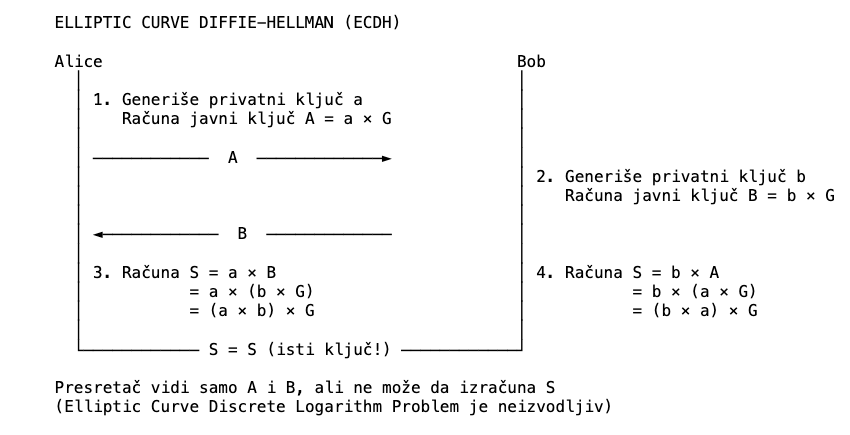 ELLIPTIC CURVE DIFFIE-HELLMAN (ECDH)
Alice Bob
1. Generiše privatni ključ a
Računa javni ključ A = a × G
A
2. Generiše privatni ključ b
Računa javni ključ B = b × G
B
3. Računa S = a × B
= a × (b × G)
= (a × b) × G
4. Računa S = b × A
= b × (a × G)
= (b × a) × G
S = S (isti ključ!)
Presretač vidi samo A i B, ali ne može da izračuna S
(Elliptic Curve Discrete Logarithm Problem je neizvodljiv)